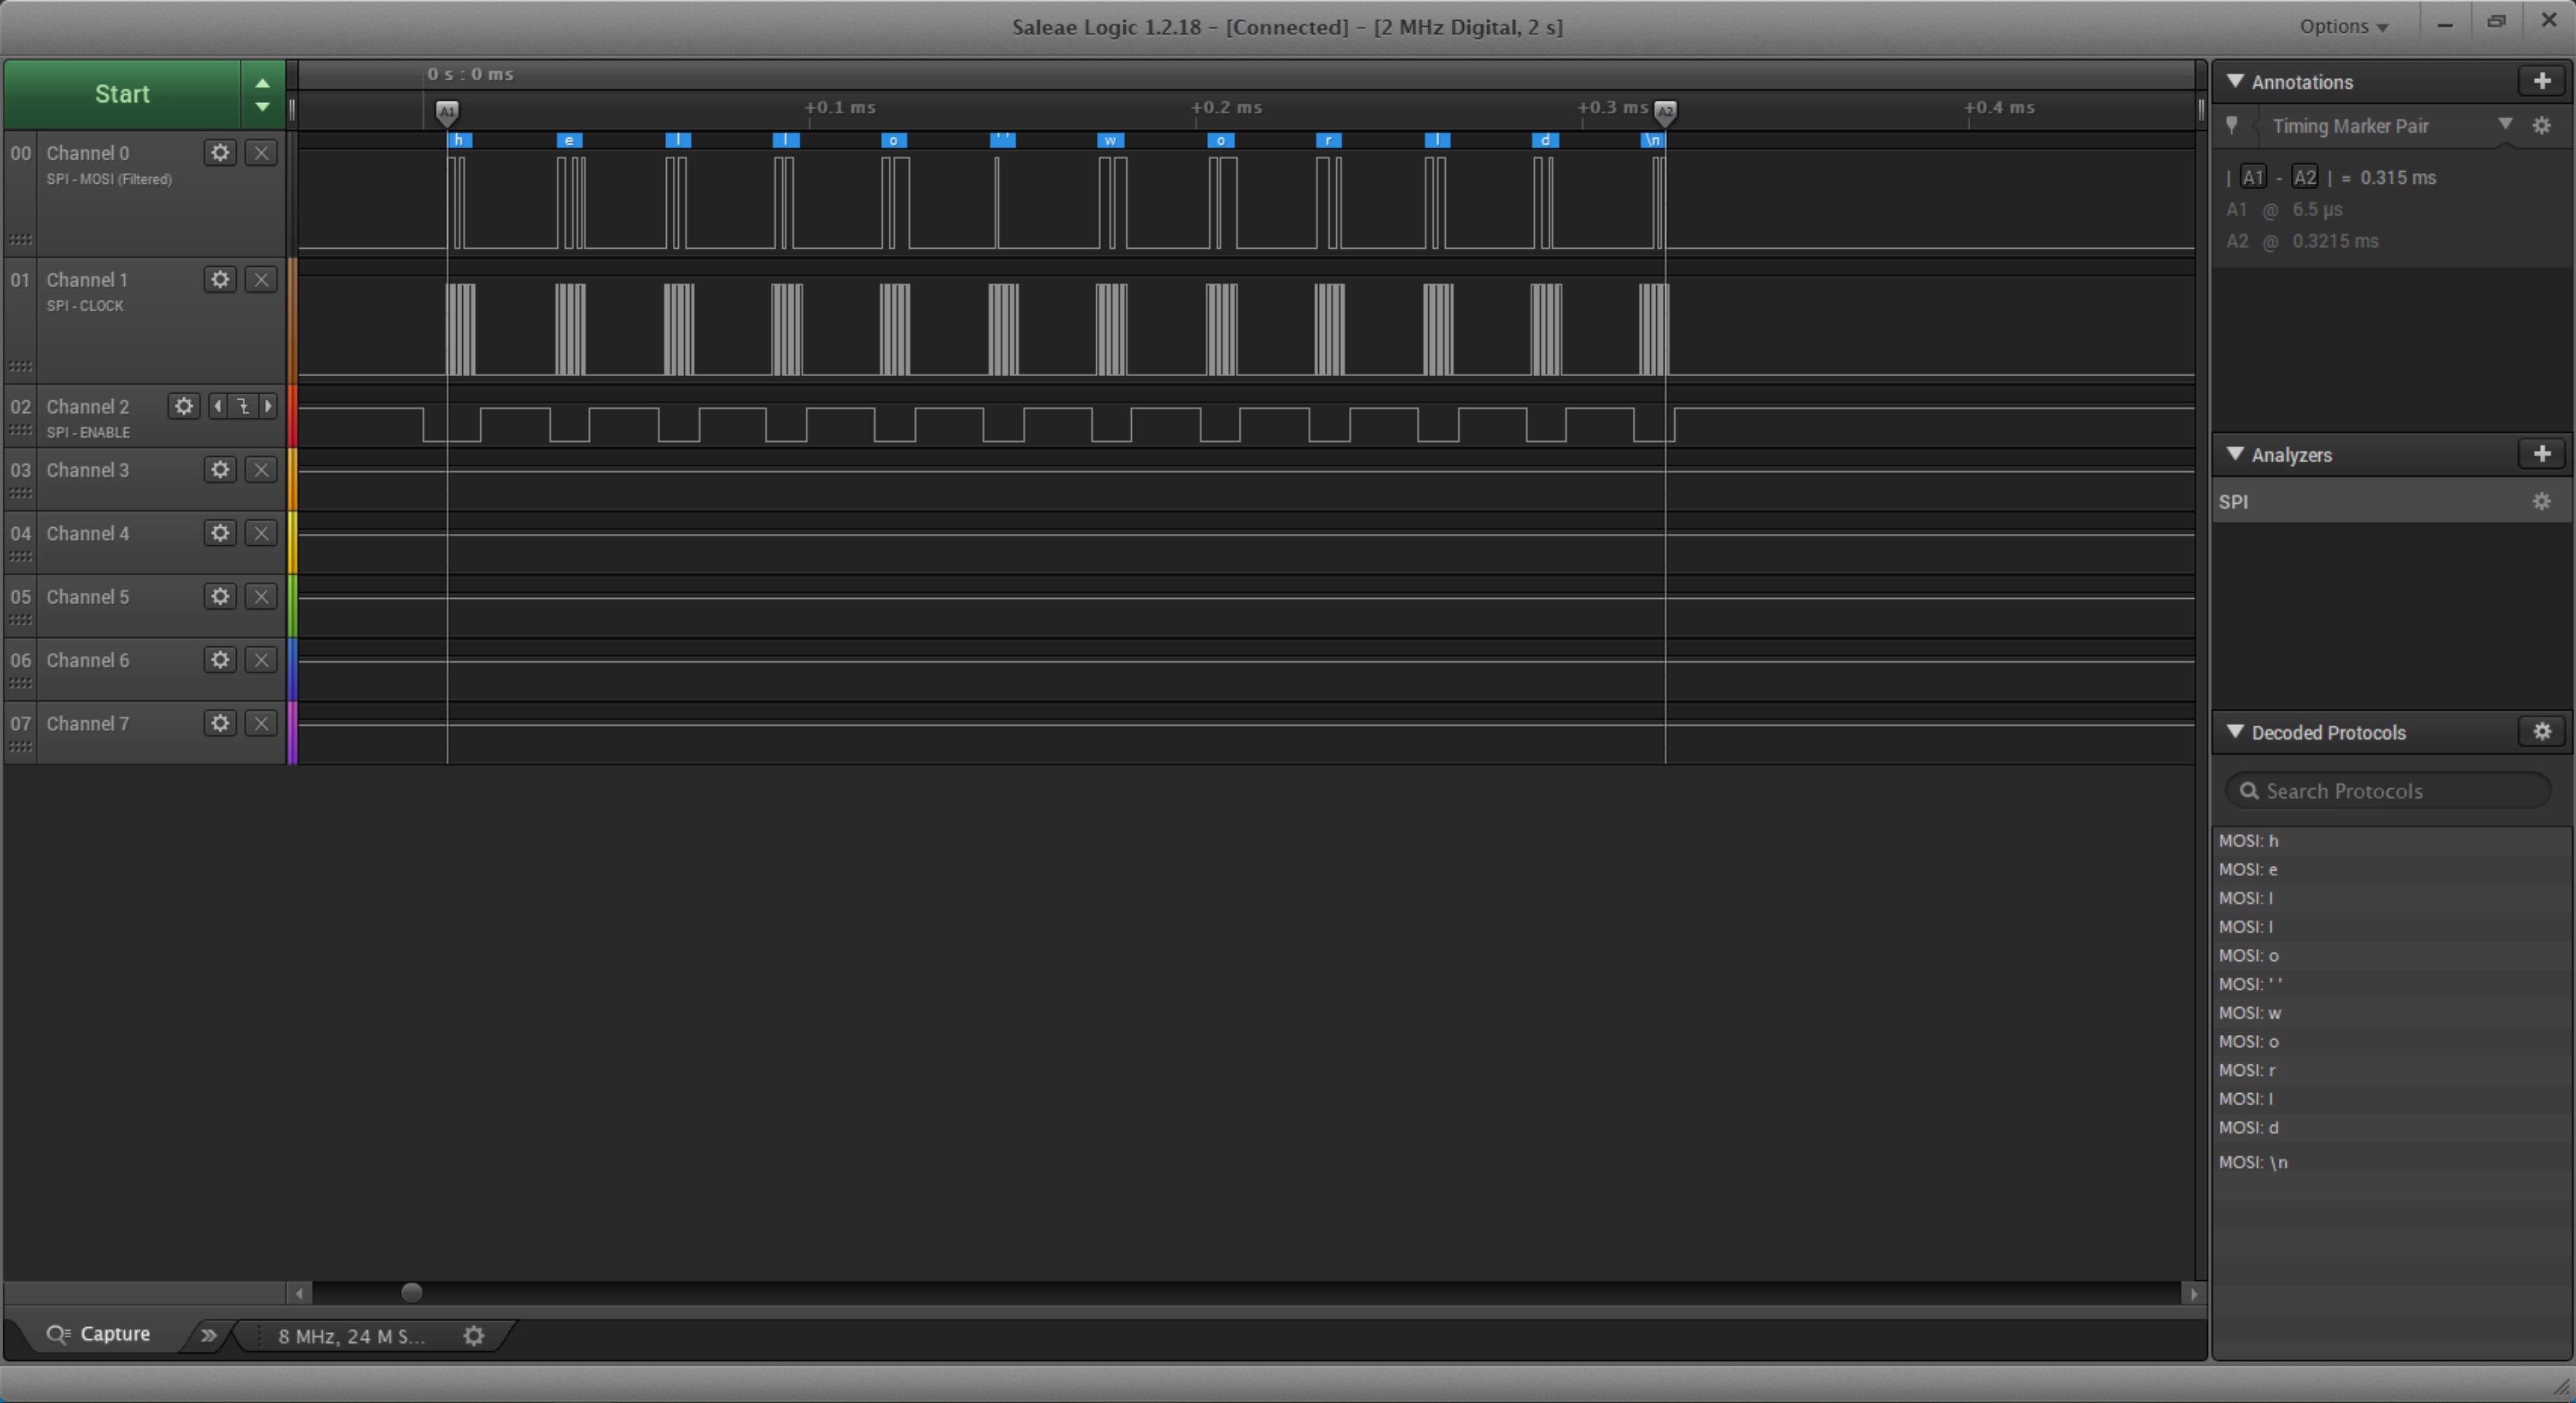 Saleae Logic 1.2.18 - [Connected] - [2 MHz Digital, 2 s]
Options
Start
0 s : 0 ms
+0.1 ms
+0.2 ms
+0.3 ms
+0.4 ms
A1
A2
h e l l o ' ' w o r l d \n
00 Channel 0
SPI - MOSI (Filtered)
01 Channel 1
SPI - CLOCK
02 Channel 2
SPI - ENABLE
03 Channel 3
04 Channel 4
05 Channel 5
06 Channel 6
07 Channel 7
Capture
8 MHz, 24 M S...
Annotations
Timing Marker Pair
| A1 - A2 | = 0.315 ms
A1 @ 6.5 µs
A2 @ 0.3215 ms
Analyzers
SPI
Decoded Protocols
Search Protocols
MOSI: h
MOSI: e
MOSI: l
MOSI: l
MOSI: o
MOSI: ' '
MOSI: w
MOSI: o
MOSI: r
MOSI: l
MOSI: d
MOSI: \n